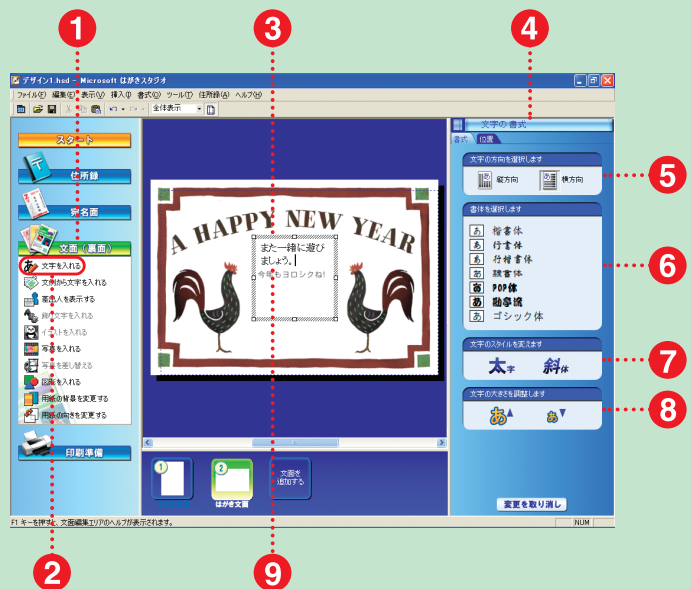 1
3
4
デザイン1.hsd - Microsoft はがきスタジオ
ファイル(F) 編集(E) 表示(V) 挿入(I) 書式(O) ツール(T) 住所録(A) ヘルプ(H)
全体表示
スタート
住所録
宛名面
文面(裏面)
文字を入れる
文例から文字を入れる
差出人を表示する
飾り文字を入れる
イラストを入れる
写真を入れる
写真を差し替える
図形を入れる
用紙の背景を変更する
用紙の向きを変更する
印刷準備
A HAPPY NEW YEAR
また一緒に遊び
ましょう。
今年もヨロシクね!
1
2
はがき文面
文面を
追加する
文字の書式
書式 位置
文字の方向を選択します
あ 縦方向 あ 横方向
5
書体を選択します
あ 楷書体
あ 行書体
あ 行楷書体
あ 隷書体
あ POP体
あ 勘亭流
あ ゴシック体
6
文字のスタイルを変えます
太字 斜体
7
文字の大きさを調整します
あ あ
8
変更を取り消し
F1 キーを押すと、文面編集エリアのヘルプが表示されます。
NUM
2
9